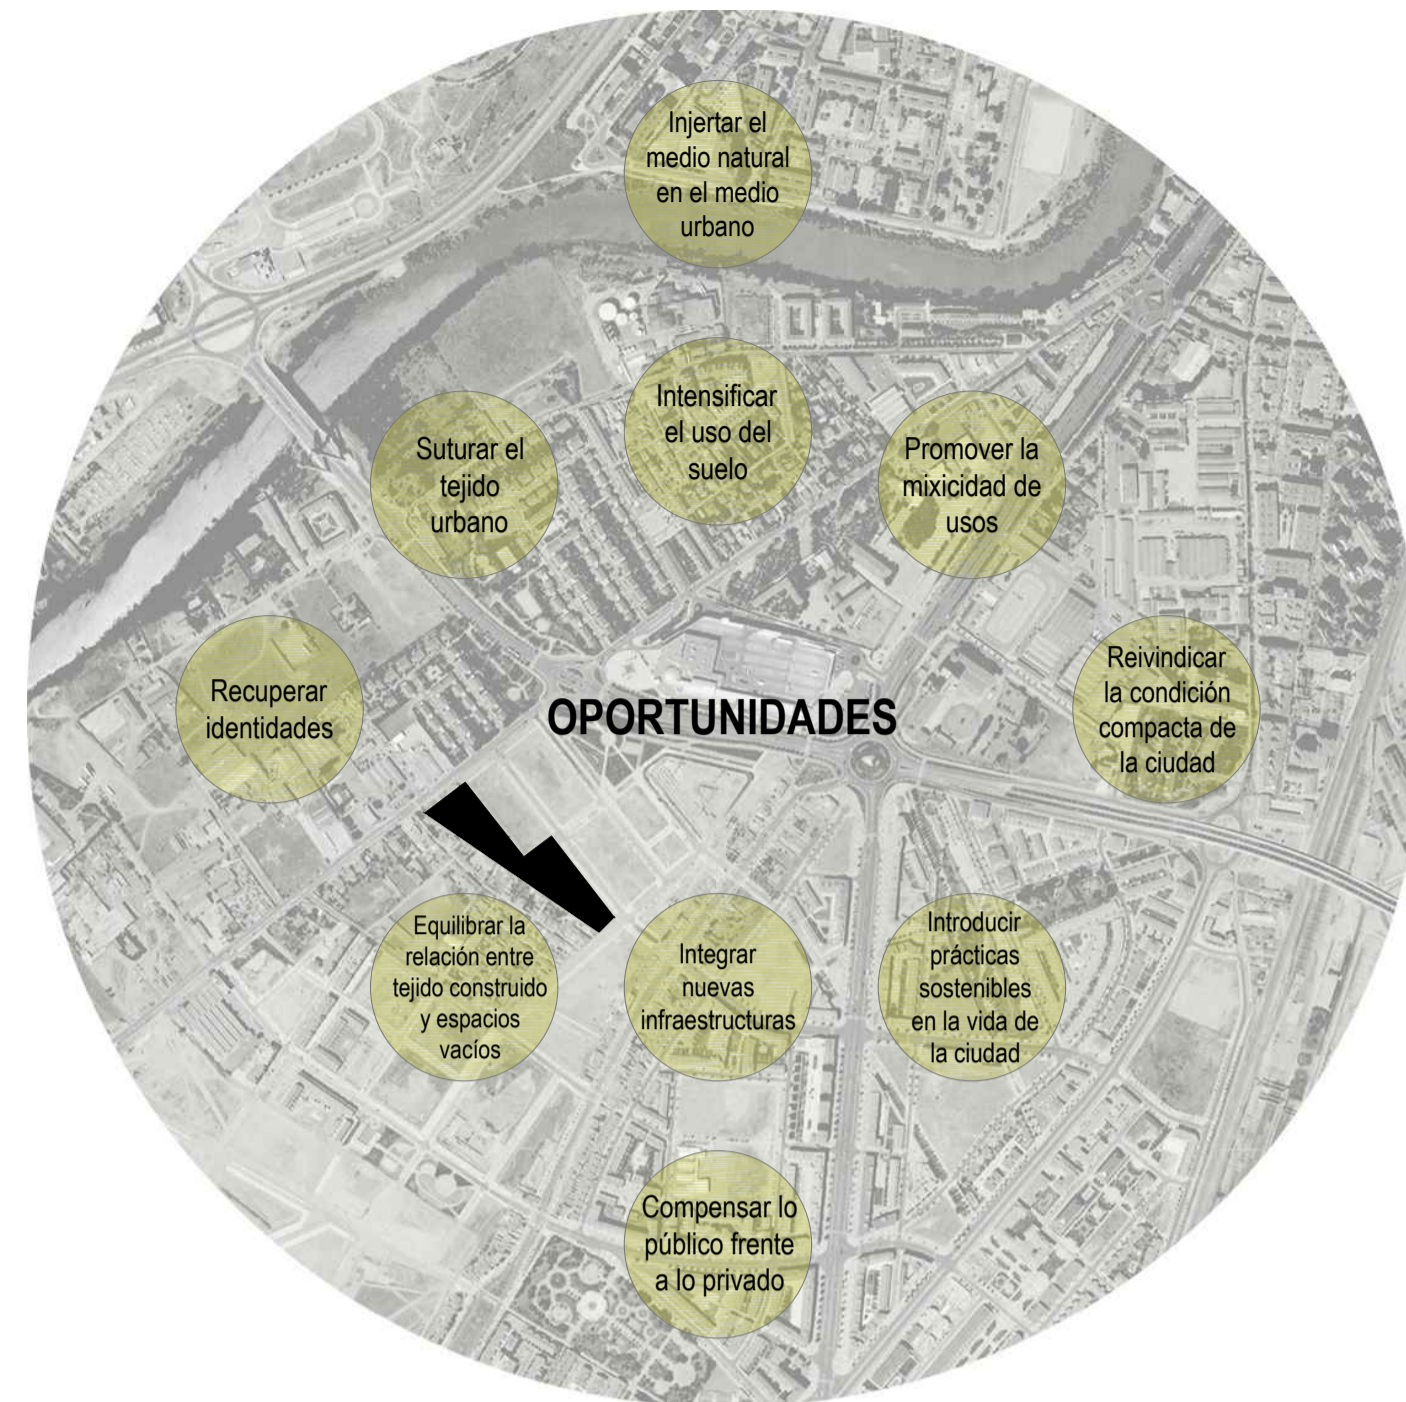 Injertar el
medio natural
en el medio
urbano
Intensificar
el uso del
suelo
Suturar el
tejido
urbano
Promover la
mixicidad de
usos
Recuperar
identidades
OPORTUNIDADES
Reivindicar
la condición
compacta de
la ciudad
Equilibrar la
relación entre
tejido construido
y espacios
vacíos
Integrar
nuevas
infraestructuras
Introducir
prácticas
sostenibles
en la vida de
la ciudad
Compensar lo
público frente
a lo privado